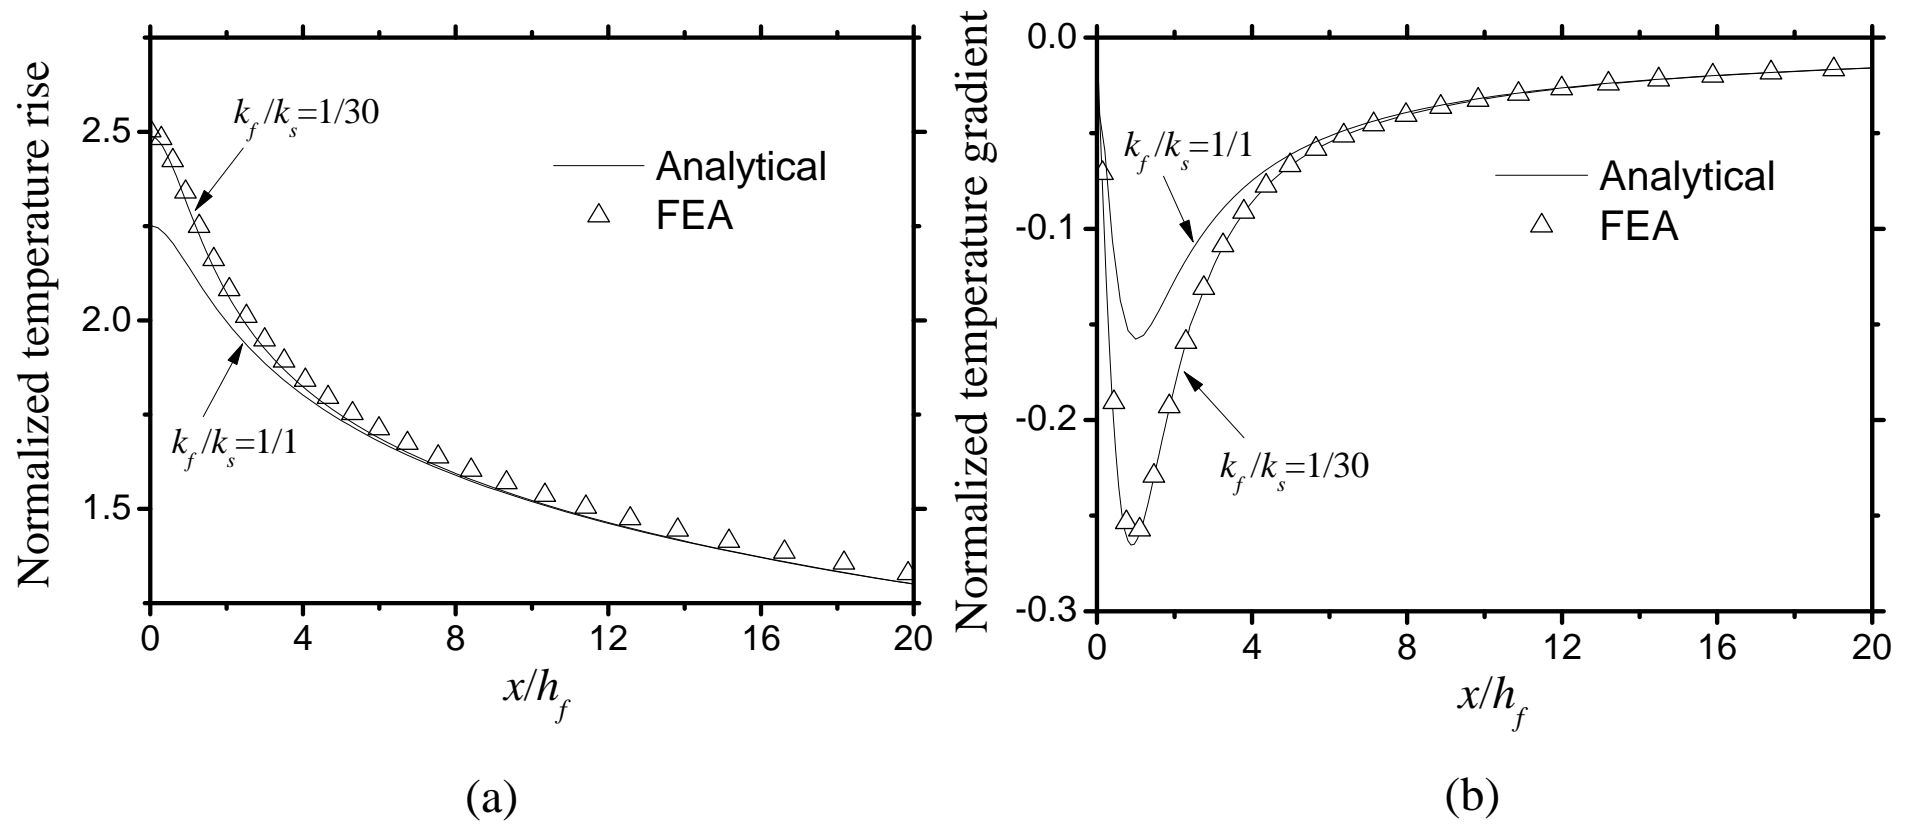 Normalized temperature rise
2.5
2.0
1.5
k_f/k_s=1/30
Analytical
FEA
k_f/k_s=1/1
0 4 8 12 16 20
x/h_f
(a)
Normalized temperature gradient
0.0
-0.1
-0.2
-0.3
k_f/k_s=1/1
Analytical
FEA
k_f/k_s=1/30
0 4 8 12 16 20
x/h_f
(b)